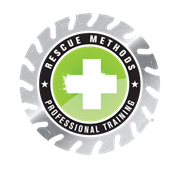 RESCUE METHODS
PROFESSIONAL TRAINING